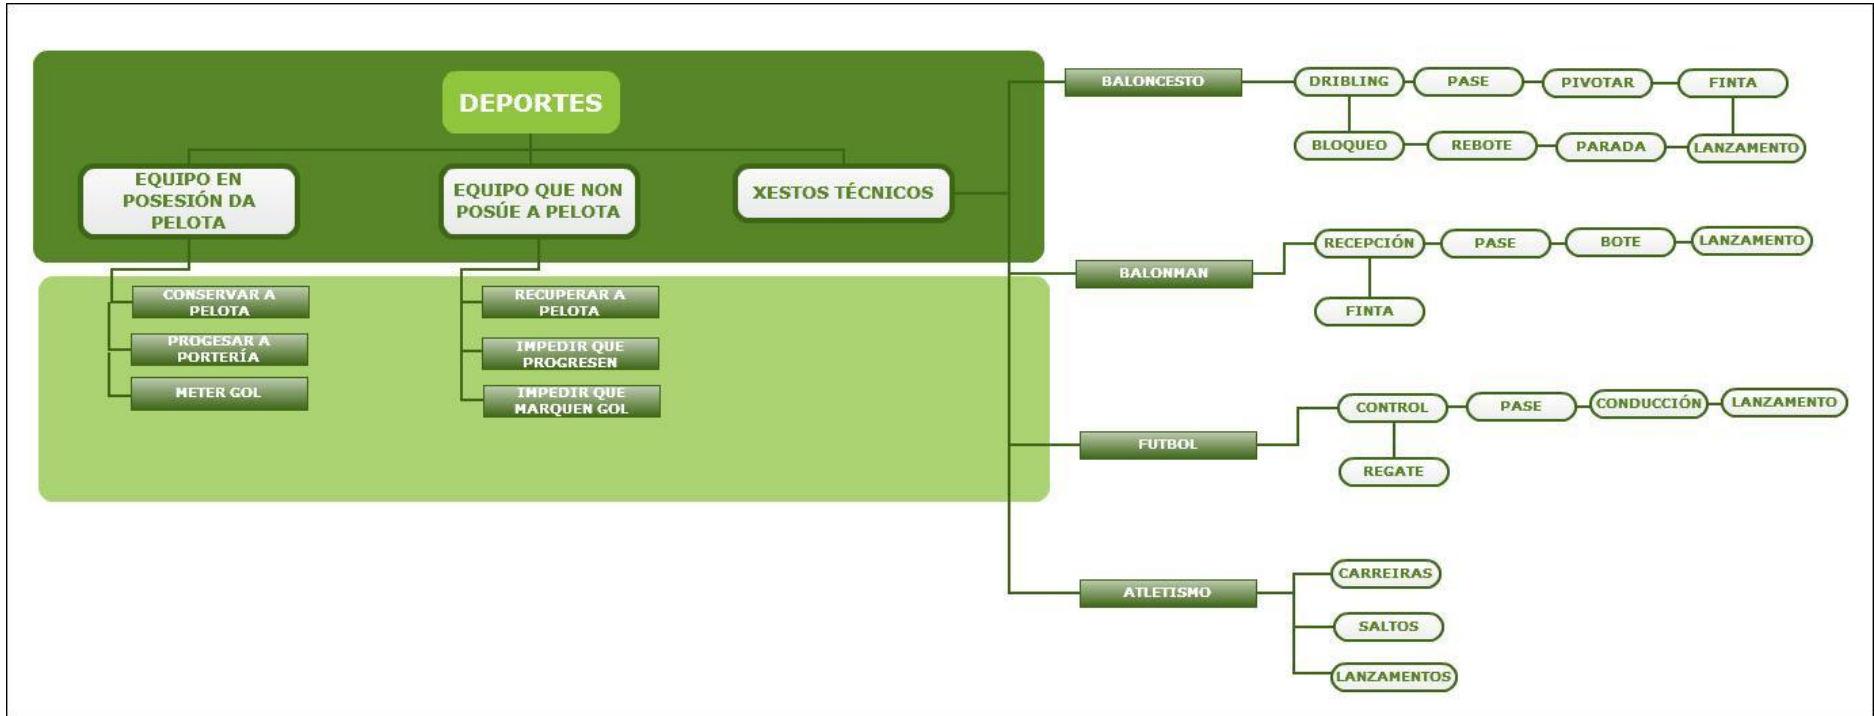 DEPORTES
EQUIPO EN
POSESIÓN DA
PELOTA
EQUIPO QUE NON
POSÚE A PELOTA
XESTOS TÉCNICOS
CONSERVAR A
PELOTA
PROGESAR A
PORTERÍA
METER GOL
RECUPERAR A
PELOTA
IMPEDIR QUE
PROGRESEN
IMPEDIR QUE
MARQUEN GOL
BALONCESTO
DRIBLING
PASE
PIVOTAR
FINTA
BLOQUEO
REBOTE
PARADA
LANZAMENTO
BALONMAN
RECEPCIÓN
PASE
BOTE
LANZAMENTO
FINTA
FUTBOL
CONTROL
PASE
CONDUCCIÓN
LANZAMENTO
REGATE
ATLETISMO
CARREIRAS
SALTOS
LANZAMENTOS